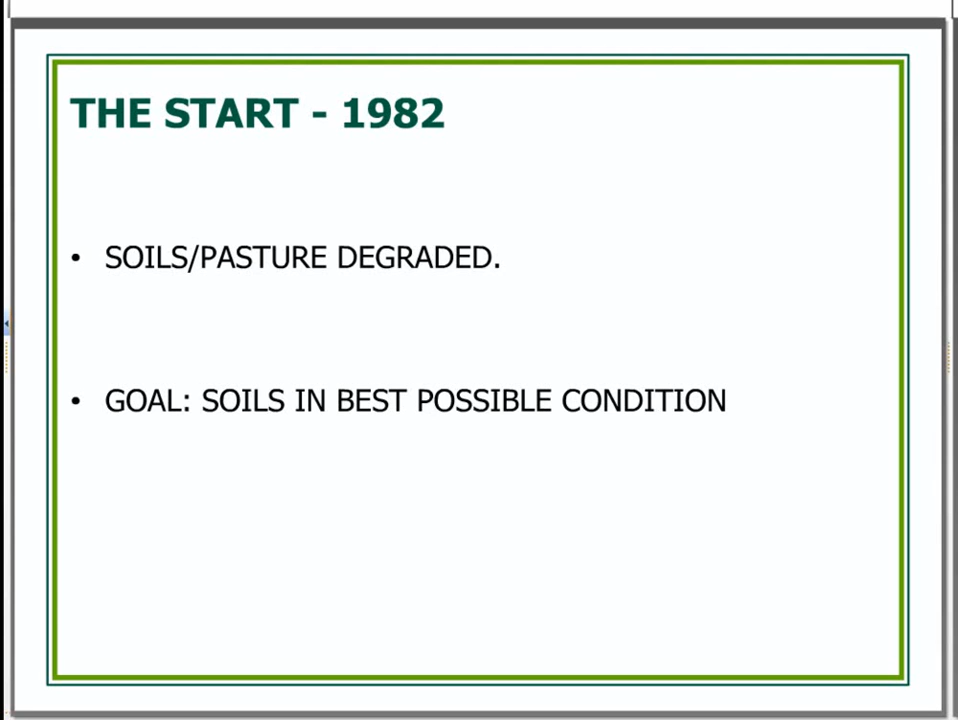 THE START - 1982
• SOILS/PASTURE DEGRADED.
• GOAL: SOILS IN BEST POSSIBLE CONDITION